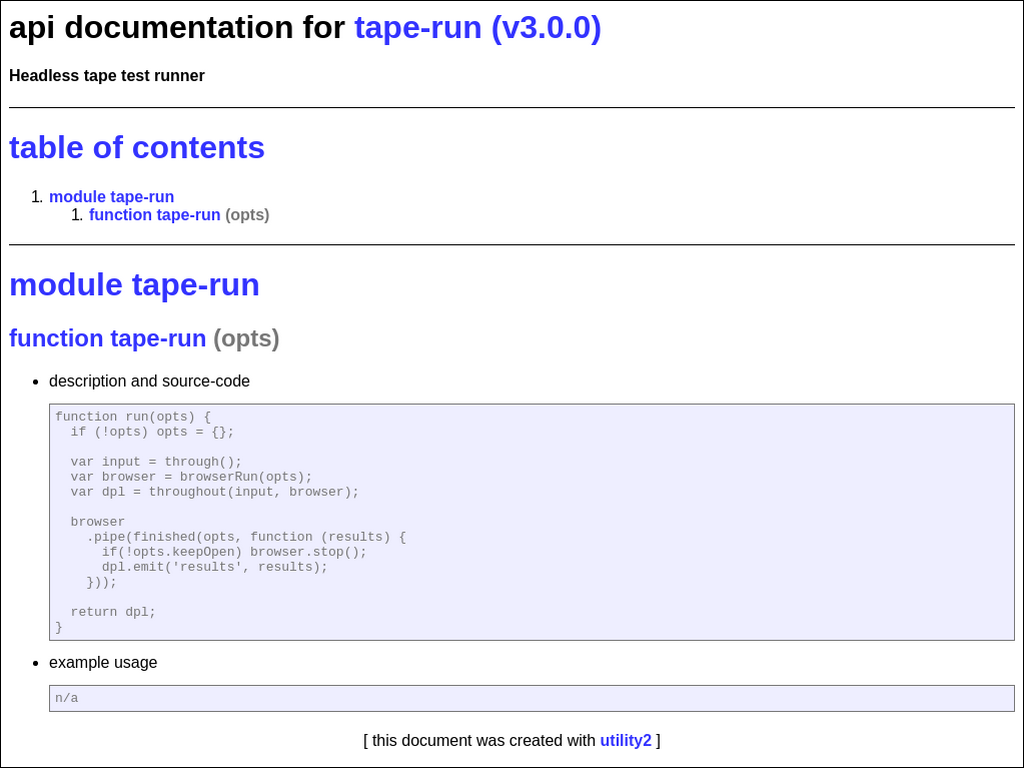 api documentation for tape-run (v3.0.0)
Headless tape test runner
table of contents
1. module tape-run
1. function tape-run (opts)
module tape-run
function tape-run (opts)
• description and source-code
function run(opts) {
  if (!opts) opts = {};
  var input = through();
  var browser = browserRun(opts);
  var dpl = throughout(input, browser);
  browser
    .pipe(finished(opts, function (results) {
      if(!opts.keepOpen) browser.stop();
      dpl.emit('results', results);
    }));
  return dpl;
}
• example usage
n/a
[ this document was created with utility2 ]